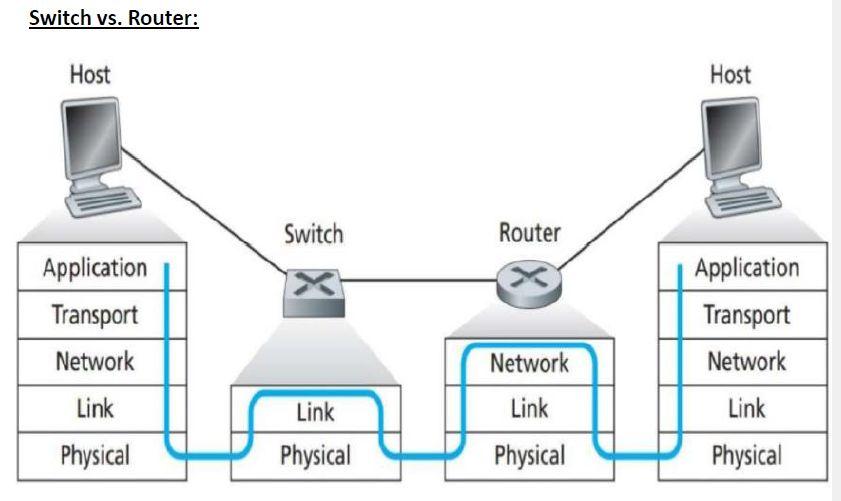 Switch vs. Router:
Host
Host
Switch
Router
Application
Transport
Network
Link
Physical
Link
Physical
Network
Link
Physical
Application
Transport
Network
Link
Physical